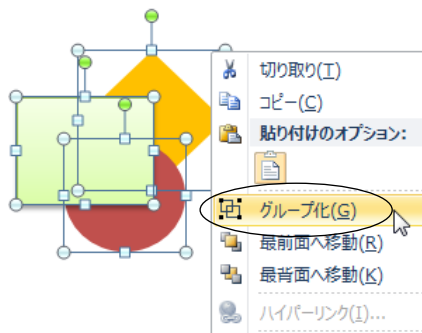 切り取り(T)
コピー(C)
貼り付けのオプション:
グループ化(G)
最前面へ移動(R)
最背面へ移動(K)
ハイパーリンク(I)...